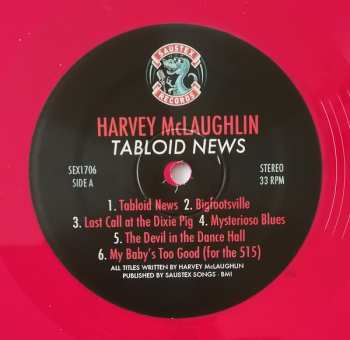 SAUSTEX
RECORDS
HARVEY McLAUGHLIN
TABLOID NEWS
SEX1706 STEREO
SIDE A 33 RPM
1. Tabloid News 2. Bigfootsville
3. Last Call at the Dixie Pig 4. Mysterioso Blues
5. The Devil in the Dance Hall
6. My Baby's Too Good (for the 515)
ALL TITLES WRITTEN BY HARVEY McLAUGHLIN
PUBLISHED BY SAUSTEX SONGS · BMI